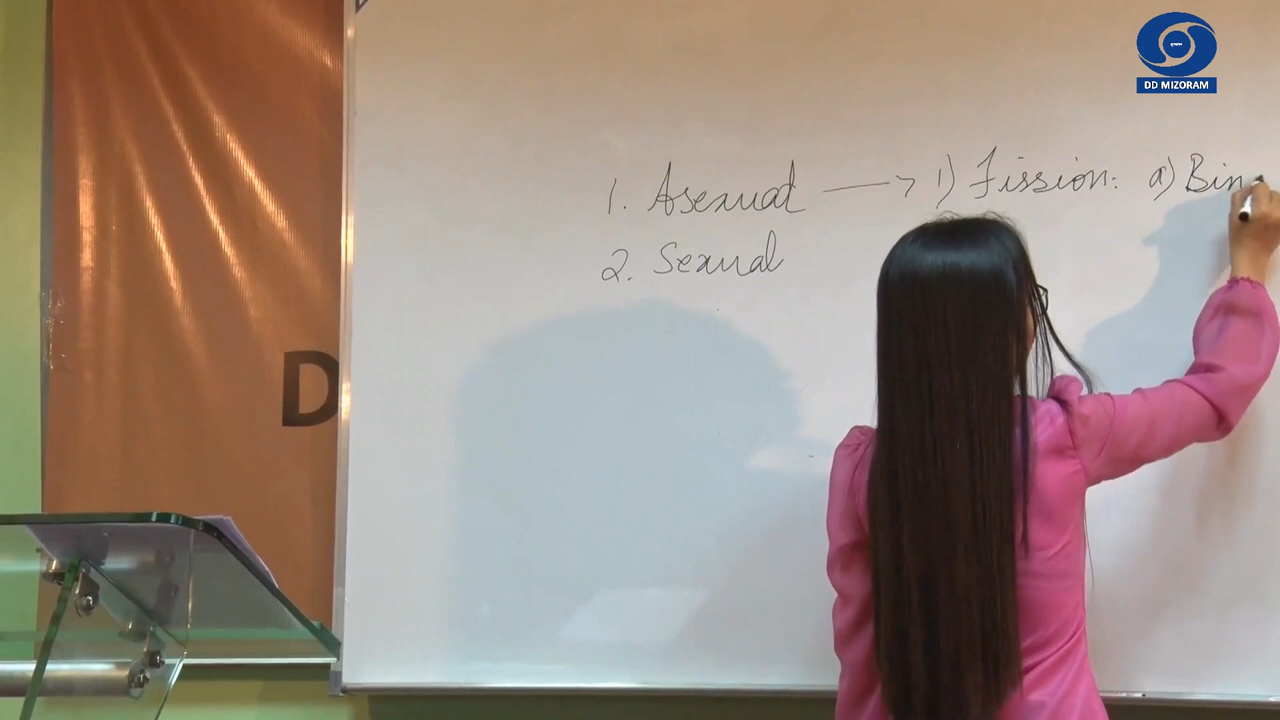 DD MIZORAM
1. Asexual —> 1) Fission: a) Bin
2. Sexual
D